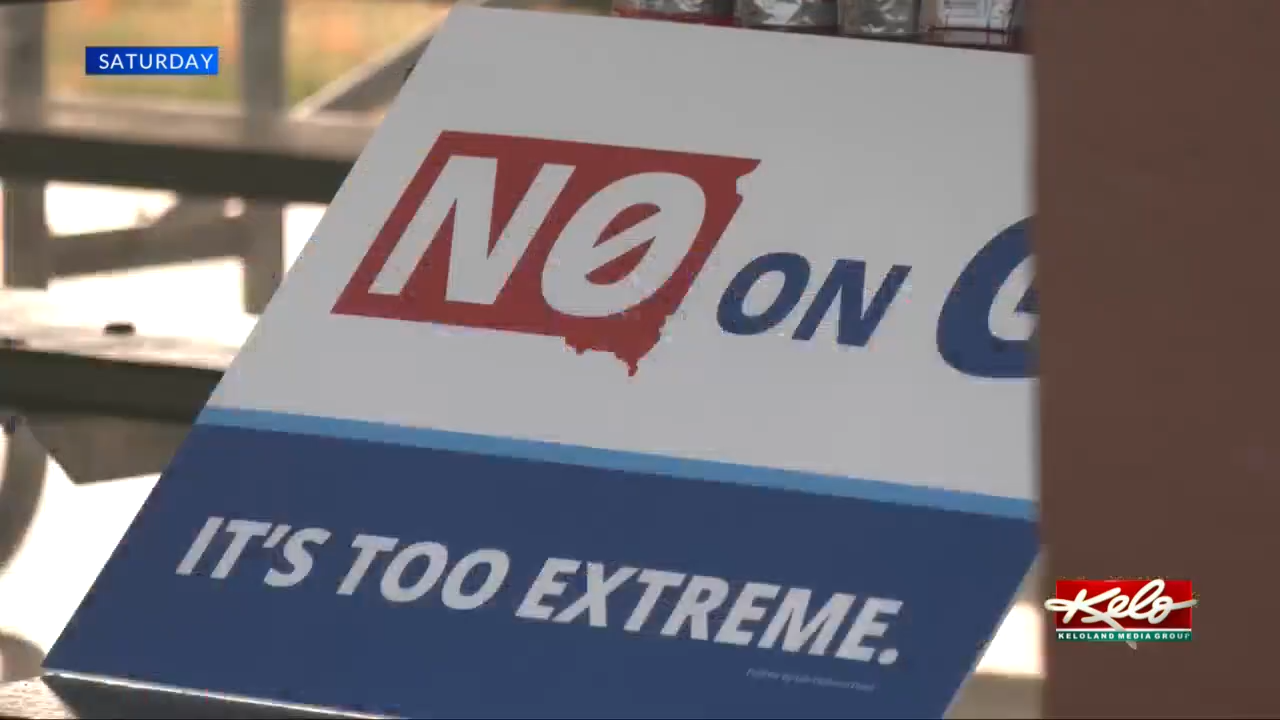 SATURDAY
NO ON G
IT'S TOO EXTREME.
Kelo
KELOLAND MEDIA GROUP